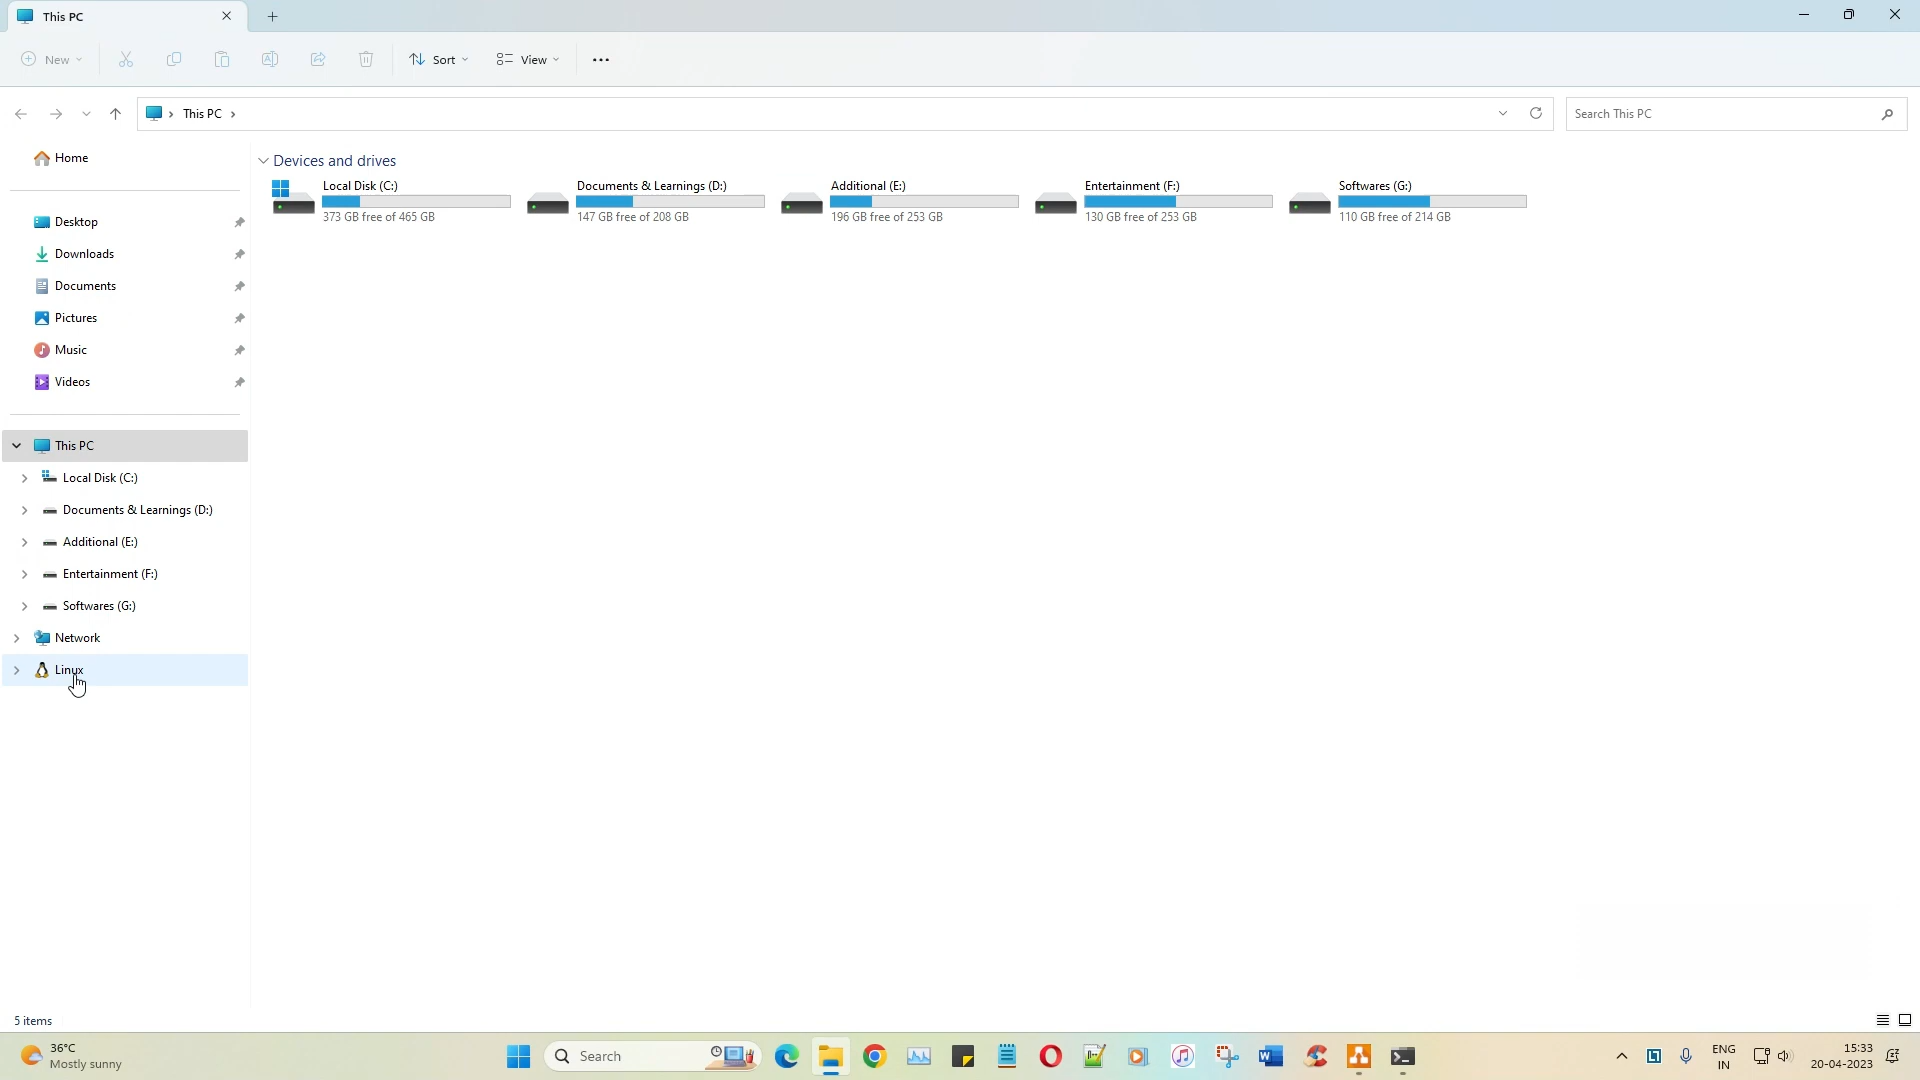 This PC
New
Sort
View
This PC
Search This PC
Home
Desktop
Downloads
Documents
Pictures
Music
Videos
This PC
Local Disk (C:)
Documents & Learnings (D:)
Additional (E:)
Entertainment (F:)
Softwares (G:)
Network
Linux
Devices and drives
Local Disk (C:)
373 GB free of 465 GB
Documents & Learnings (D:)
147 GB free of 208 GB
Additional (E:)
196 GB free of 253 GB
Entertainment (F:)
130 GB free of 253 GB
Softwares (G:)
110 GB free of 214 GB
5 items
36°C
Mostly sunny
Search
ENG
IN
15:33
20-04-2023